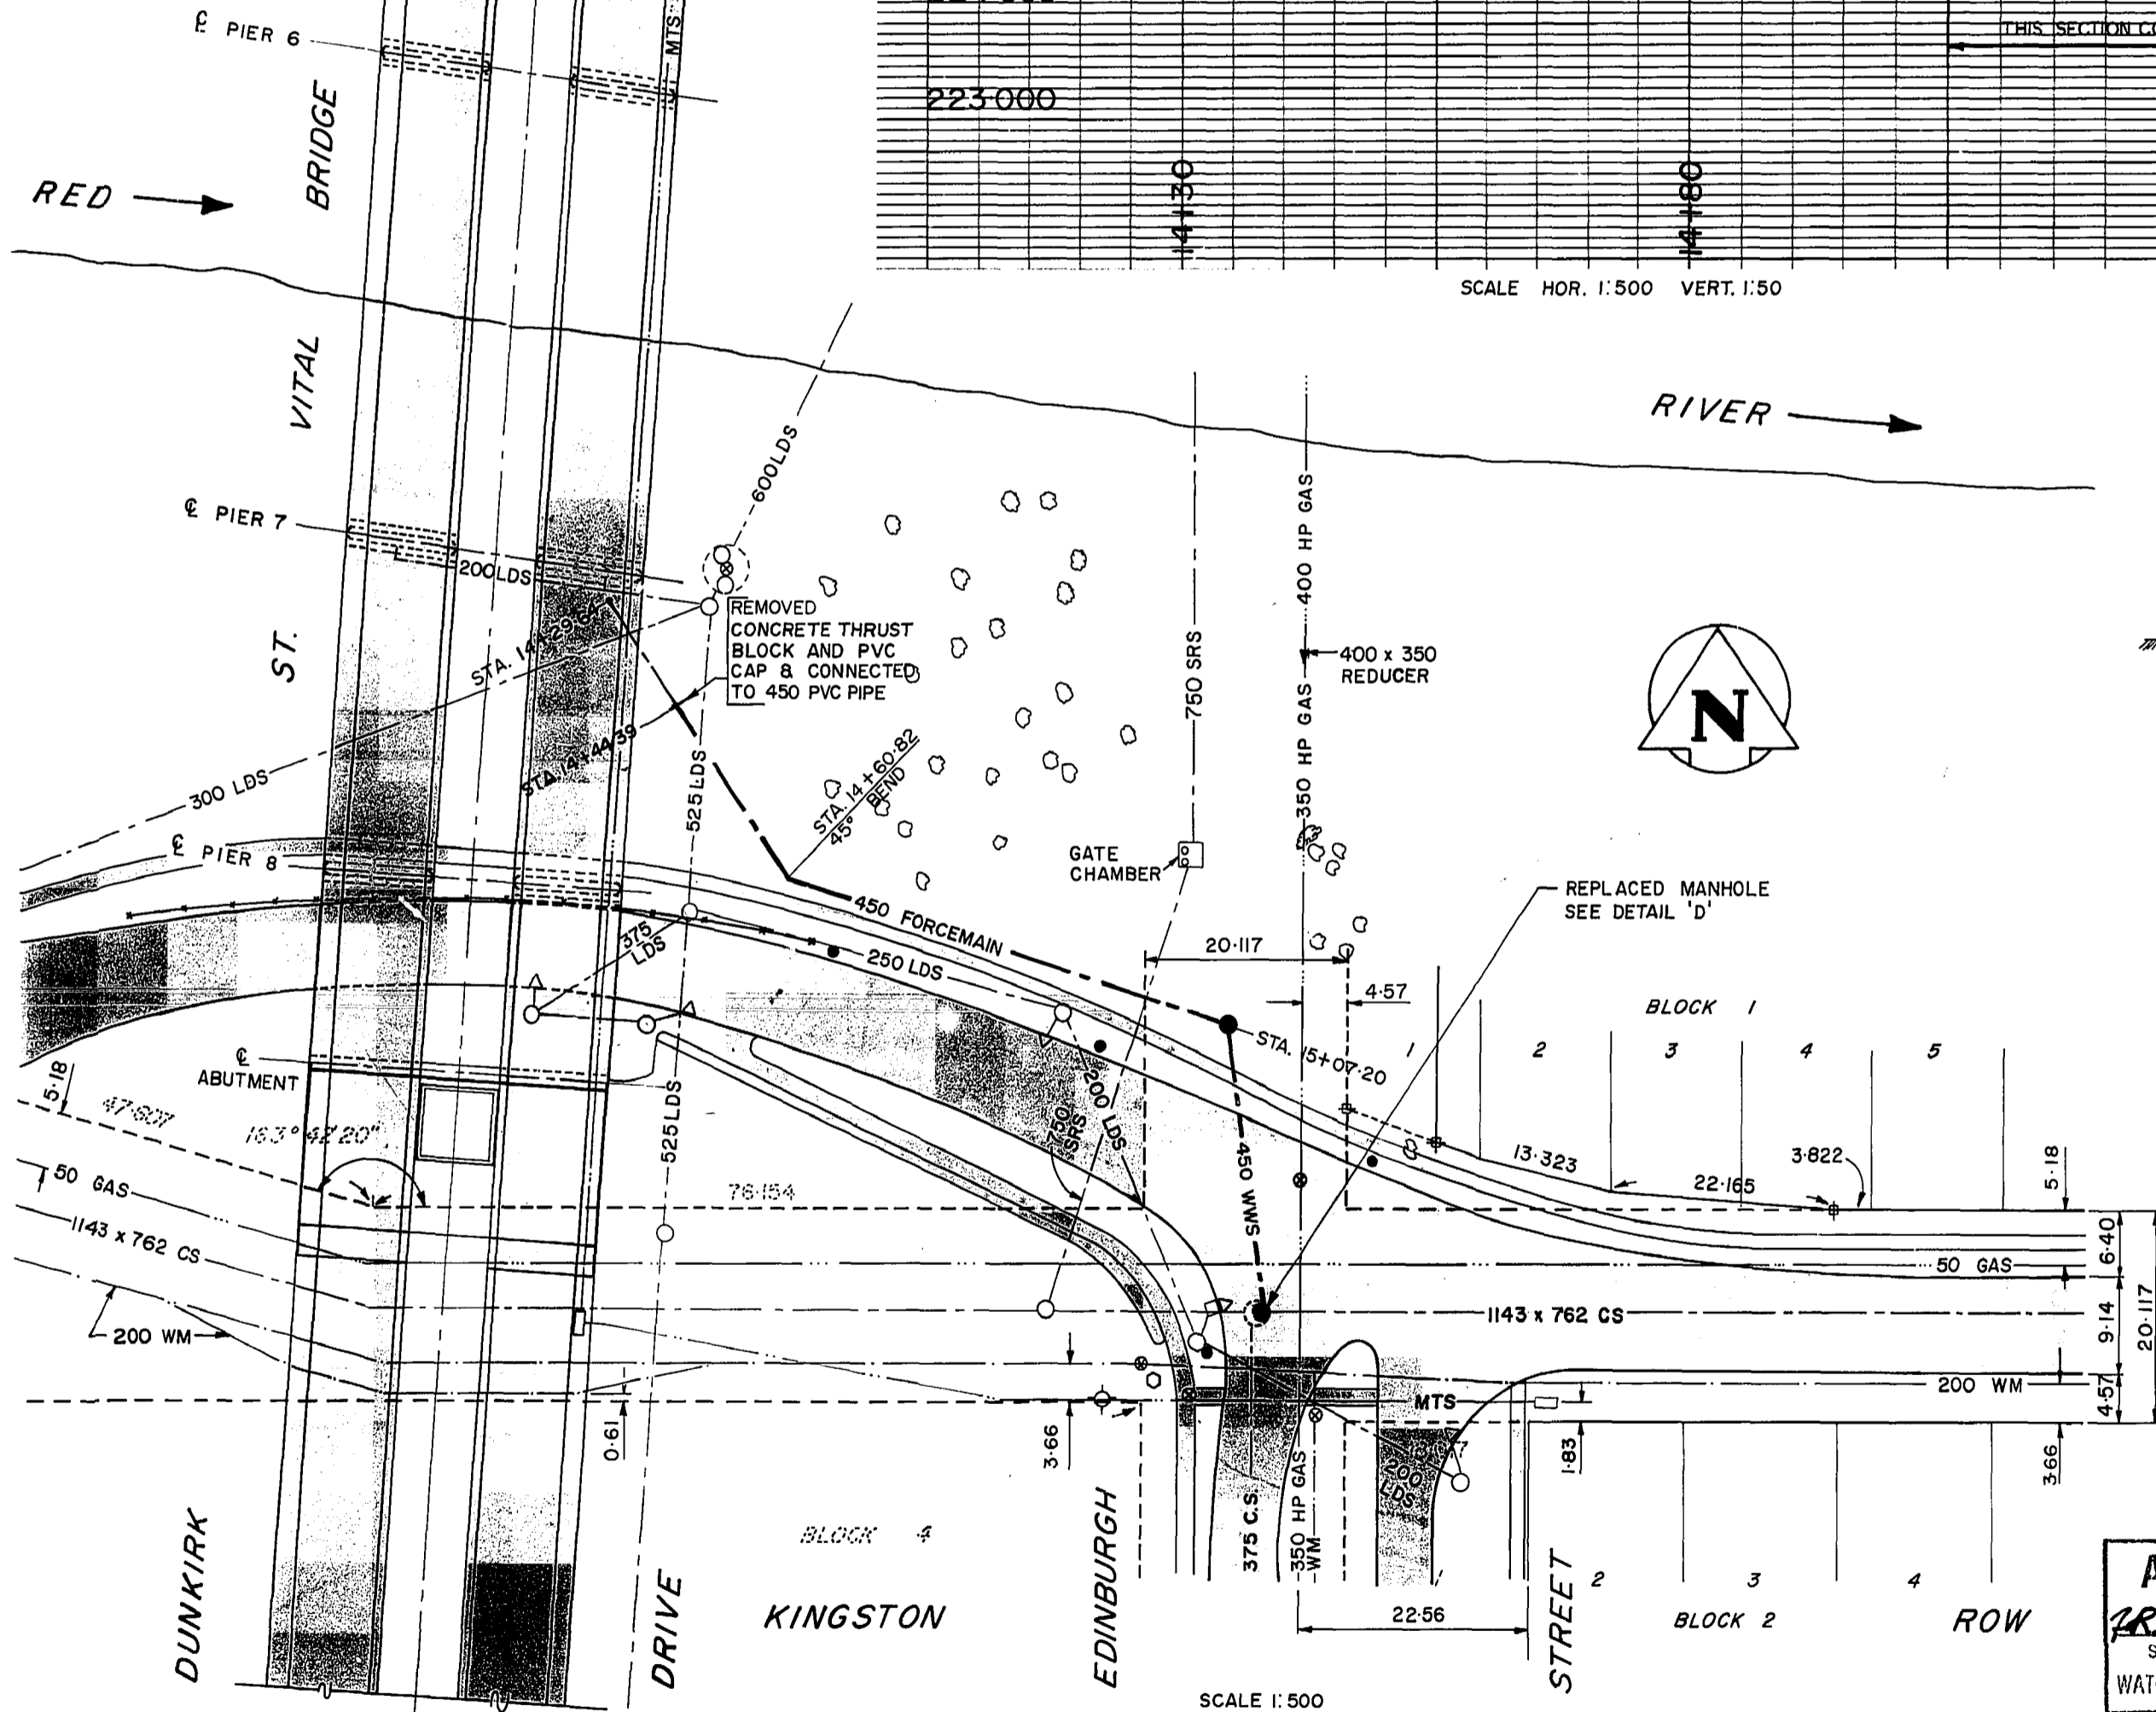 ℄ PIER 6
MTS
THIS SECTION
223·000
14+30
14+80
SCALE HOR. 1:500 VERT. 1:50
RED
BRIDGE
VITAL
ST.
RIVER
600 LDS
℄ PIER 7
200 LDS
STA. 14+29·64
REMOVED
CONCRETE THRUST
BLOCK AND PVC
CAP & CONNECTED
TO 450 PVC PIPE
400 HP GAS
750 SRS
400 x 350
REDUCER
350 HP GAS
N
STA. 14+44·39
525 LDS
STA. 14+60·82
45° BEND
300 LDS
℄ PIER 8
GATE
CHAMBER
REPLACED MANHOLE
SEE DETAIL 'D'
450 FORCEMAIN
375
LDS
250 LDS
20·117
4·57
BLOCK 1
STA. 15+07·20
1
2
3
4
5
℄
ABUTMENT
5·18
47·607
163°42'20"
525 LDS
750
SRS
200 LDS
450 WWS
13·323
22·165
3·822
5·18
50 GAS
76·154
1143 x 762 CS
200 WM
50 GAS
6·40
1143 x 762 CS
9·14
20·117
200 WM
4·57
MTS
0·61
3·66
1·83
3·66
200
LDS
375 C.S.
350 HP GAS
WM
BLOCK 4
DUNKIRK
DRIVE
KINGSTON
EDINBURGH
22·56
STREET
2
3
4
BLOCK 2
ROW
SCALE 1:500